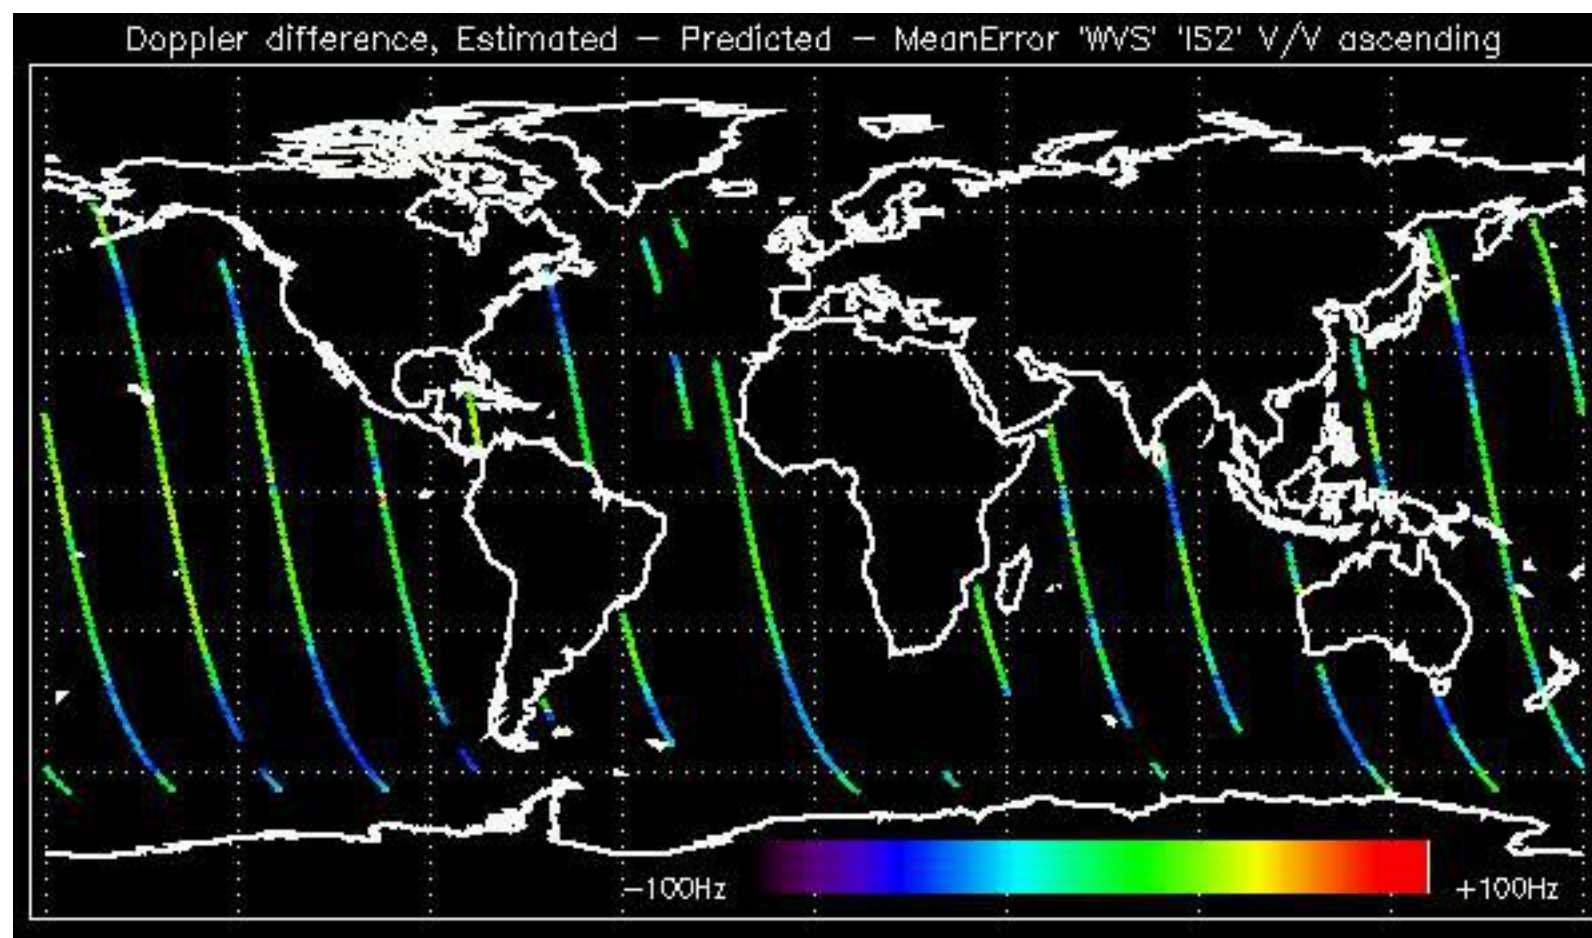 Doppler difference, Estimated – Predicted – MeanError 'WVS' 'IS2' V/V ascending
–100Hz +100Hz